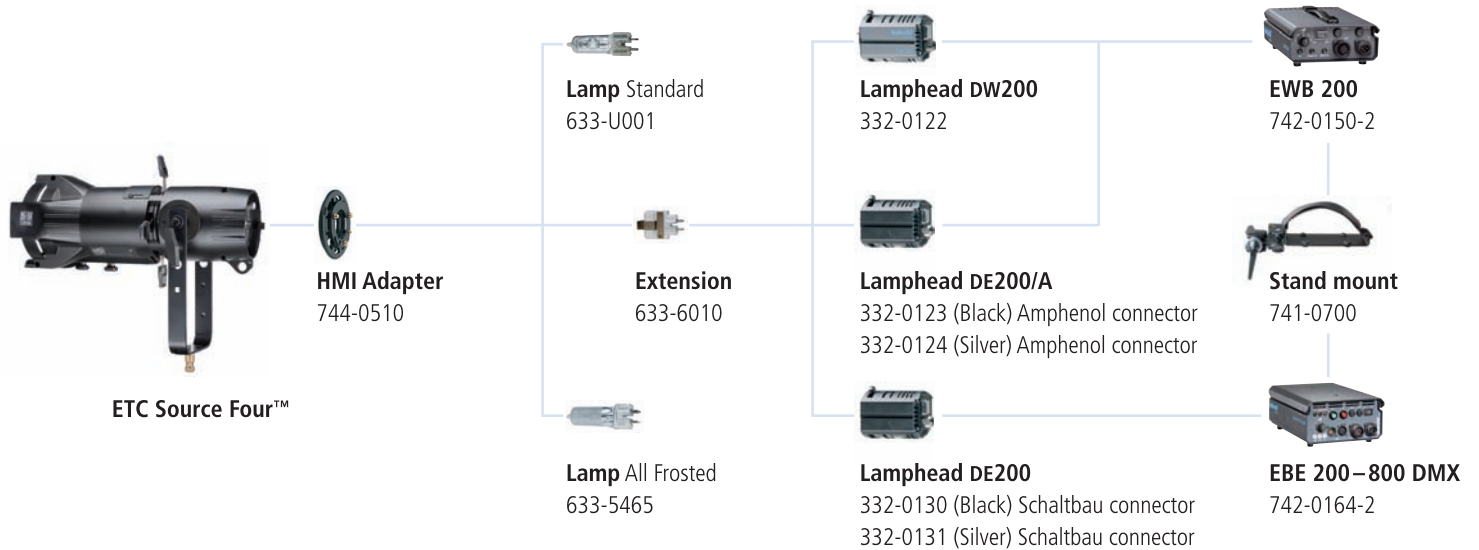 Lamp Standard
633-U001
Lamphead DW200
332-0122
EWB 200
742-0150-2
HMI Adapter
744-0510
Extension
633-6010
Lamphead DE200/A
332-0123 (Black) Amphenol connector
332-0124 (Silver) Amphenol connector
Stand mount
741-0700
ETC Source Four™
Lamp All Frosted
633-5465
Lamphead DE200
332-0130 (Black) Schaltbau connector
332-0131 (Silver) Schaltbau connector
EBE 200–800 DMX
742-0164-2